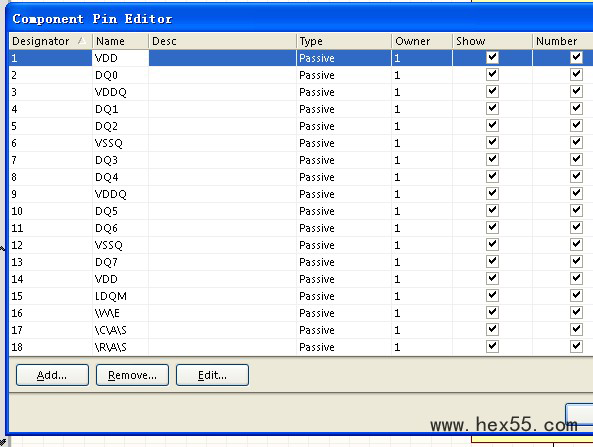 Component Pin Editor
Designator Name Desc Type Owner Show Number
1 VDD Passive 1
2 DQ0 Passive 1
3 VDDQ Passive 1
4 DQ1 Passive 1
5 DQ2 Passive 1
6 VSSQ Passive 1
7 DQ3 Passive 1
8 DQ4 Passive 1
9 VDDQ Passive 1
10 DQ5 Passive 1
11 DQ6 Passive 1
12 VSSQ Passive 1
13 DQ7 Passive 1
14 VDD Passive 1
15 LDQM Passive 1
16 \W\E Passive 1
17 \C\A\S Passive 1
18 \R\A\S Passive 1
Add... Remove... Edit...
www.hex55.com